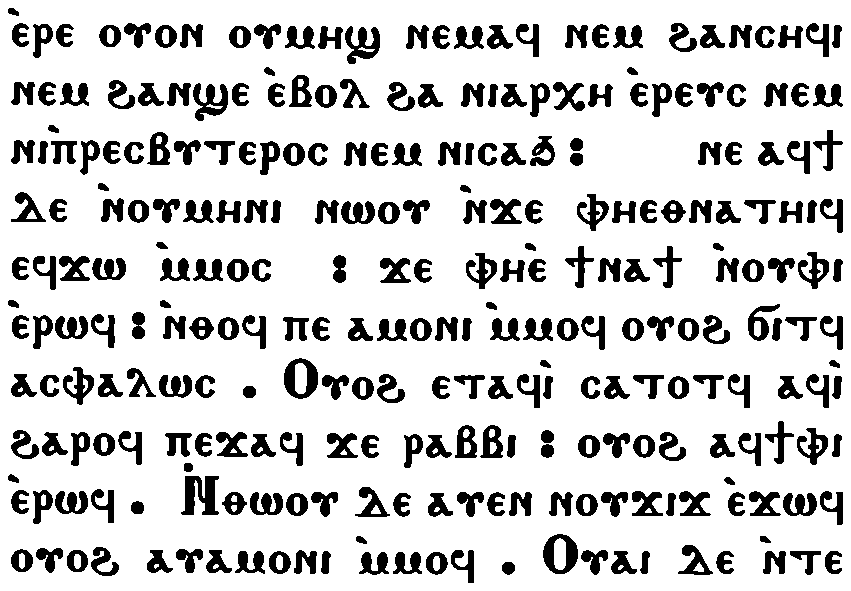 ⲉ̀ⲣⲉ ⲟⲩⲟⲛ ⲟⲩⲙⲏϣ ⲛⲉⲙⲁϥ ⲛⲉⲙ ϩⲁⲛⲥⲏϥⲓ
ⲛⲉⲙ ϩⲁⲛϣⲉ ⲉ̀ⲃⲟⲗ ϩⲁ ⲛⲓⲁⲣⲭⲏ ⲉ̀ⲣⲉⲩⲥ ⲛⲉⲙ
ⲛⲓⲡ̀ⲣⲉⲥⲃⲩⲧⲉⲣⲟⲥ ⲛⲉⲙ ⲛⲓⲥⲁϧ : ⲛⲉ ⲁϥϯ
ⲇⲉ ⲛ̀ⲟⲩⲙⲏⲛⲓ ⲛⲱⲟⲩ ⲛ̀ϫⲉ ⲫⲏⲉⲑⲛⲁⲧⲏⲓϥ
ⲉϥϫⲱ ⲙ̀ⲙⲟⲥ : ϫⲉ ⲫⲏⲉ̀ ϯⲛⲁϯ ⲛ̀ⲟⲩⲫⲓ
ⲉ̀ⲣⲱϥ : ⲛ̀ⲑⲟϥ ⲡⲉ ⲁⲙⲟⲛⲓ ⲙ̀ⲙⲟϥ ⲟⲩⲟϩ ϭⲓⲧϥ
ⲁⲥⲫⲁⲗⲱⲥ . Ⲟⲩⲟϩ ⲉⲧⲁϥⲓ̀ ⲥⲁⲧⲟⲧϥ ⲁϥⲓ̀
ϩⲁⲣⲟϥ ⲡⲉϫⲁϥ ϫⲉ ⲣⲁⲃⲃⲓ : ⲟⲩⲟϩ ⲁϥϯⲫⲓ
ⲉ̀ⲣⲱϥ . Ⲛ̀ⲑⲱⲟⲩ ⲇⲉ ⲁⲩⲉⲛ ⲛⲟⲩϫⲓϫ ⲉ̀ϫⲱϥ
ⲟⲩⲟϩ ⲁⲩⲁⲙⲟⲛⲓ ⲙ̀ⲙⲟϥ . Ⲟⲩⲁⲓ ⲇⲉ ⲛ̀ⲧⲉ